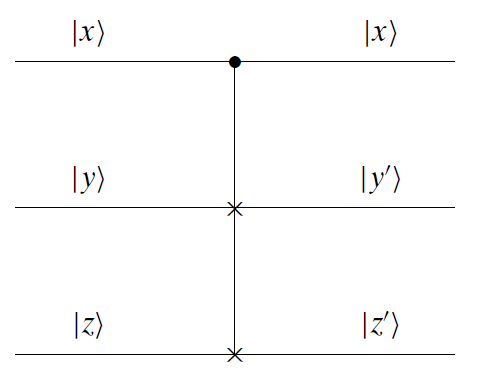 |x⟩ |x⟩
|y⟩ |y′⟩
|z⟩ |z′⟩